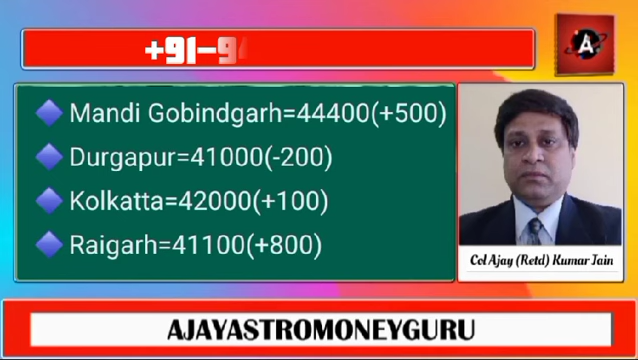 +91-9
A
Mandi Gobindgarh=44400(+500)
Durgapur=41000(-200)
Kolkatta=42000(+100)
Raigarh=41100(+800)
Col Ajay (Retd) Kumar Jain
AJAYASTROMONEYGURU